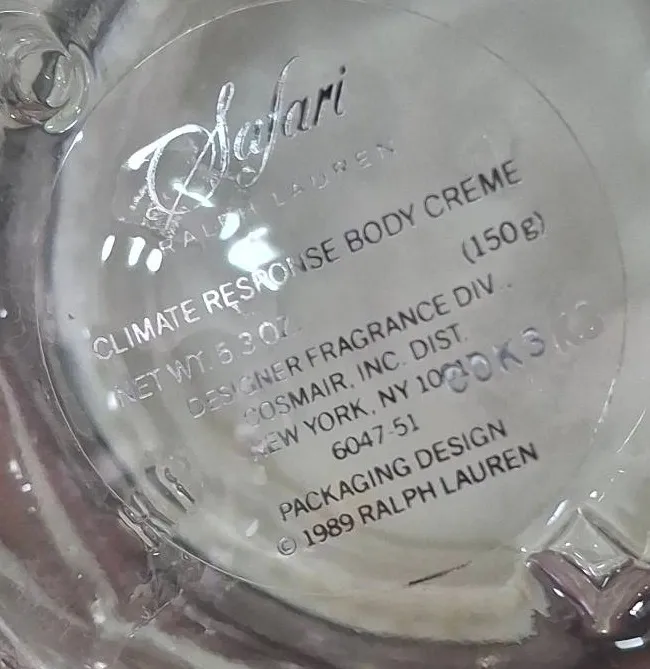 Safari
RALPH LAUREN
CLIMATE RESPONSE BODY CREME
NET WT. 5.3 OZ. (150g)
DESIGNER FRAGRANCE DIV.
COSMAIR, INC. DIST.
NEW YORK, NY
6047-51
PACKAGING DESIGN
© 1989 RALPH LAUREN